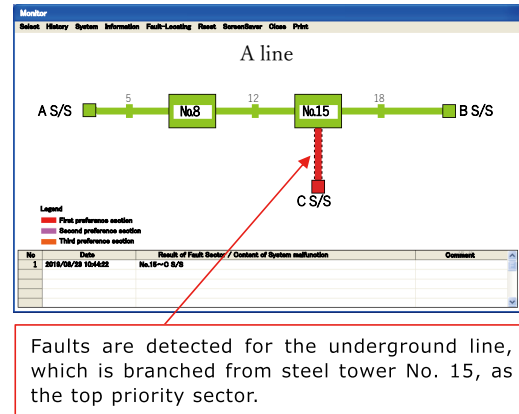 Monitor
Select History System Information Fault-Locating Reset ScreenSaver Close Print
A line
5 12 18
A S/S No.8 No.15 B S/S
C S/S
Legend
First preference section
Second preference section
Third preference section
No Date Result of Fault Sector / Content of System malfunction Comment
1 2019/08/29 10:44:22 No.15~C S/S
Faults are detected for the underground line,
which is branched from steel tower No. 15, as
the top priority sector.